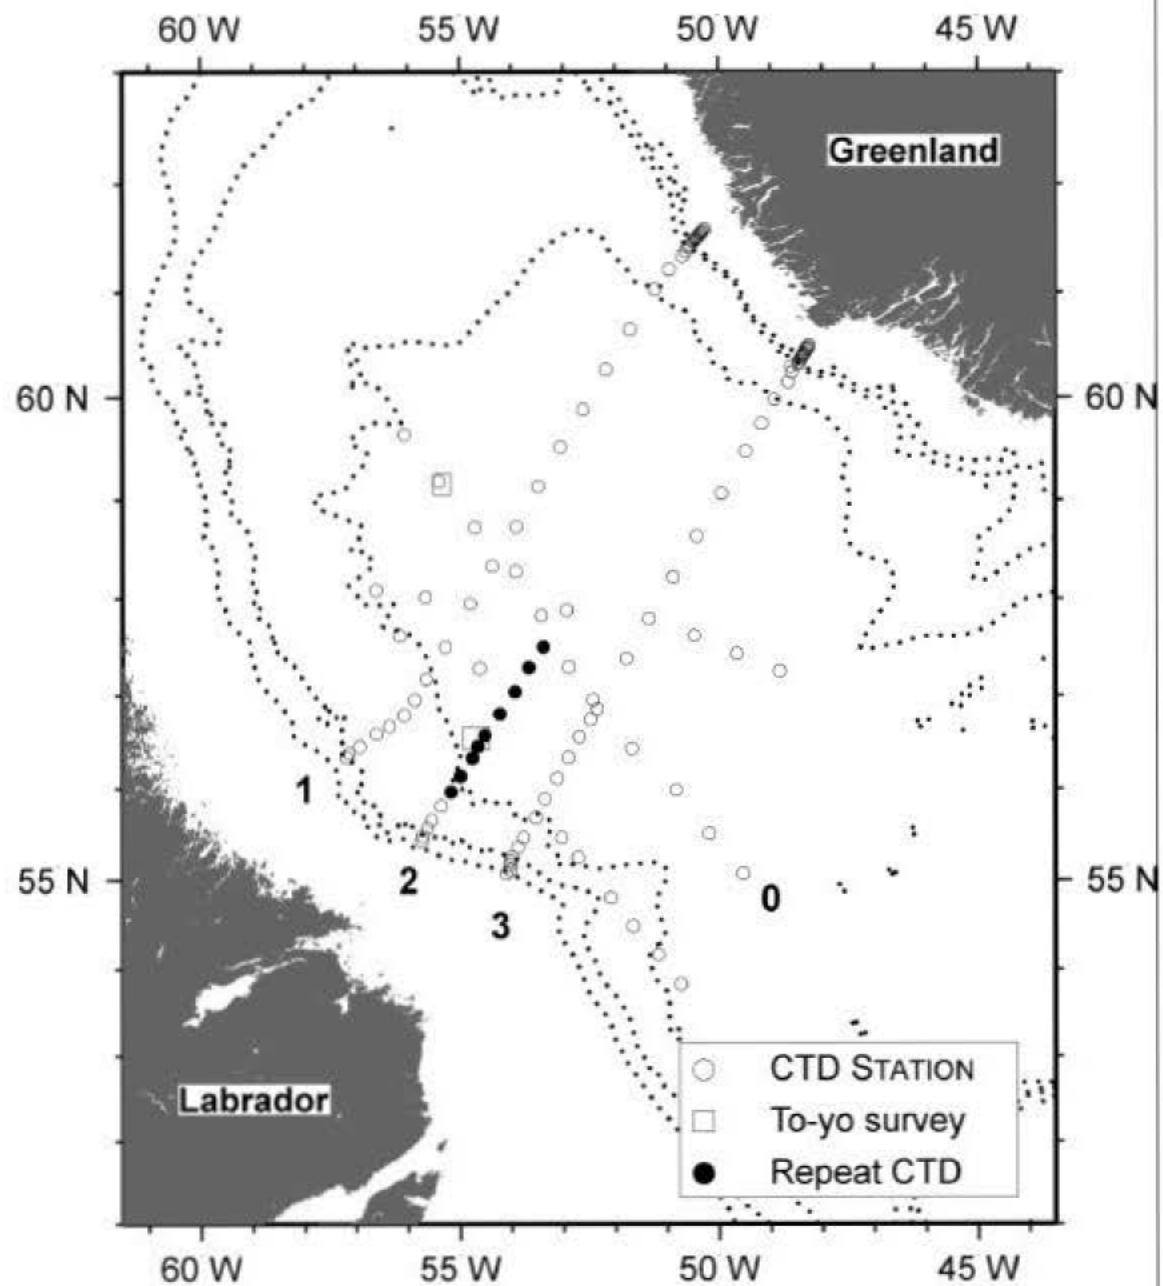 60 W 55 W 50 W 45 W
Greenland
60 N 60 N
1
2
3
0
55 N 55 N
CTD STATION
To-yo survey
Repeat CTD
Labrador
60 W 55 W 50 W 45 W